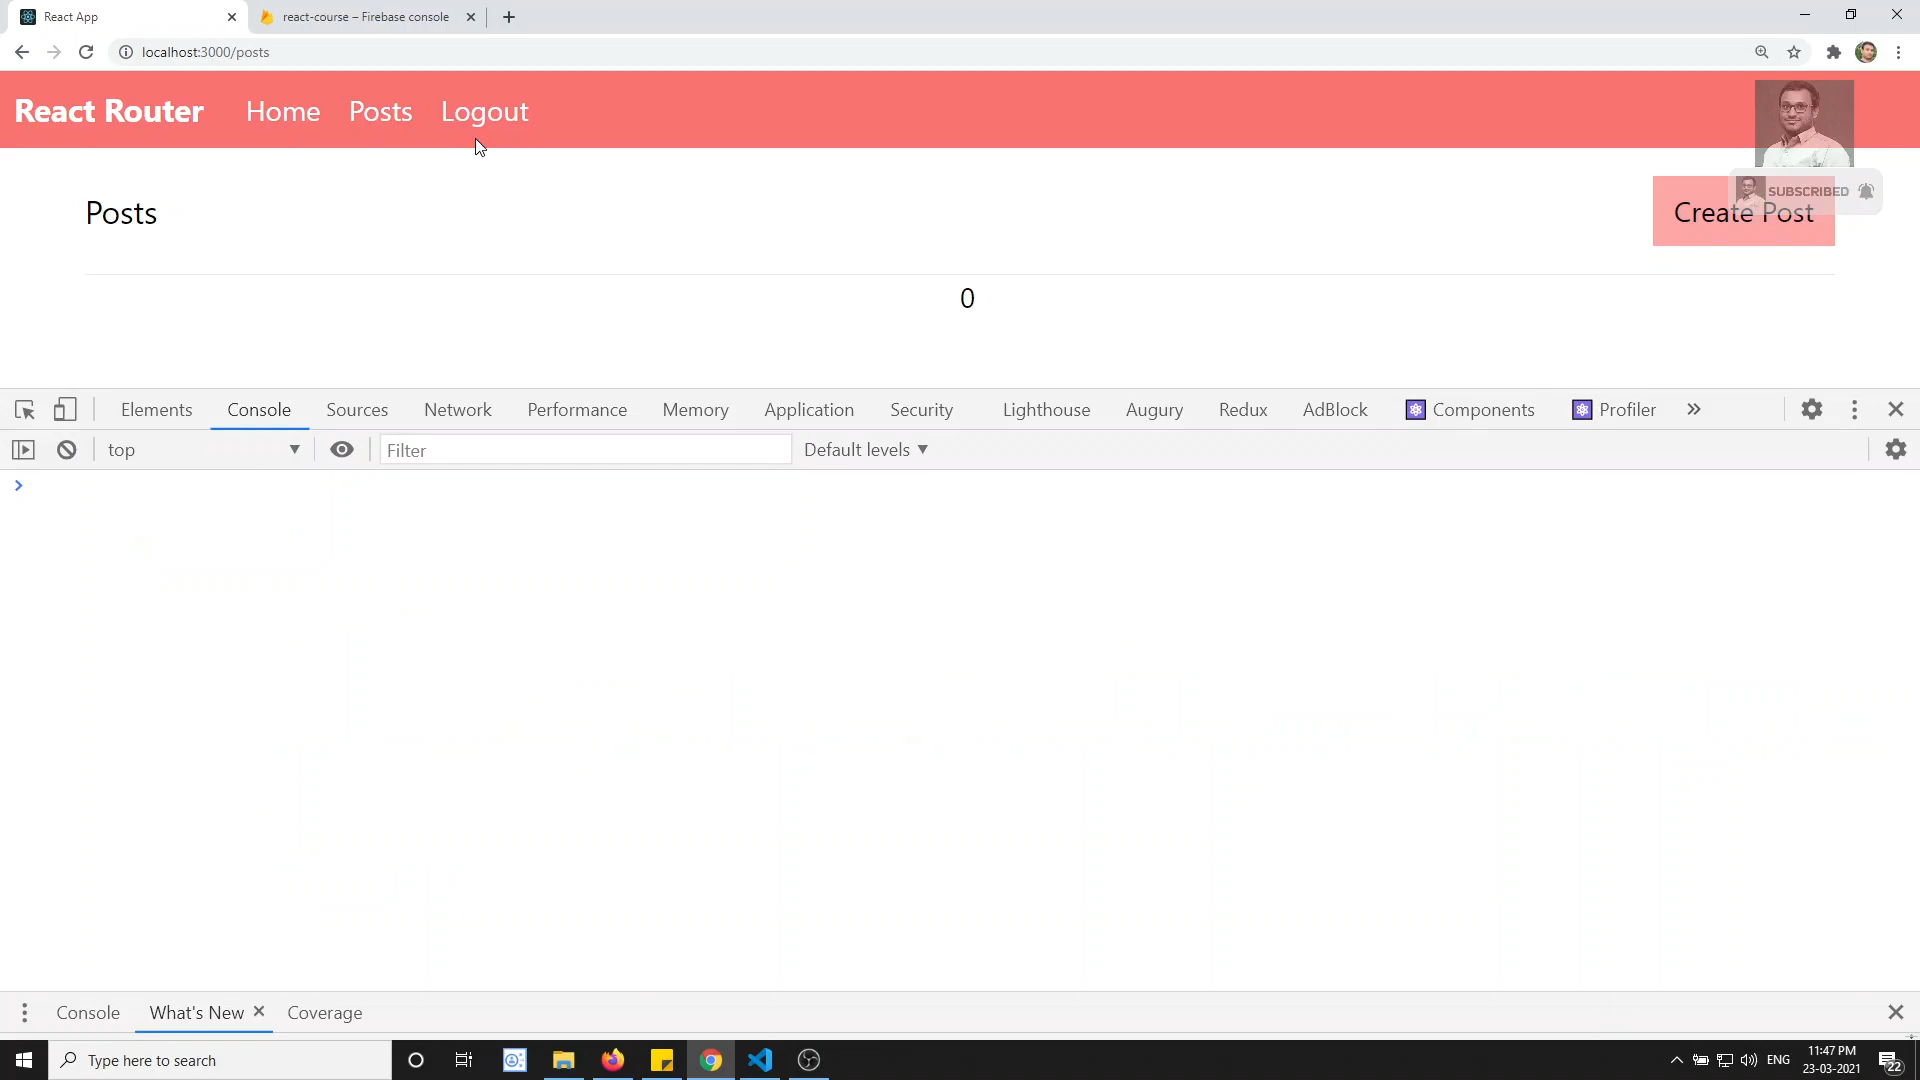 React App
react-course – Firebase console
localhost:3000/posts
React Router Home Posts Logout
SUBSCRIBED
Posts
Create Post
0
Elements Console Sources Network Performance Memory Application Security Lighthouse Augury Redux AdBlock Components Profiler
top Filter Default levels
Console What's New Coverage
Type here to search
ENG
11:47 PM
23-03-2021
22